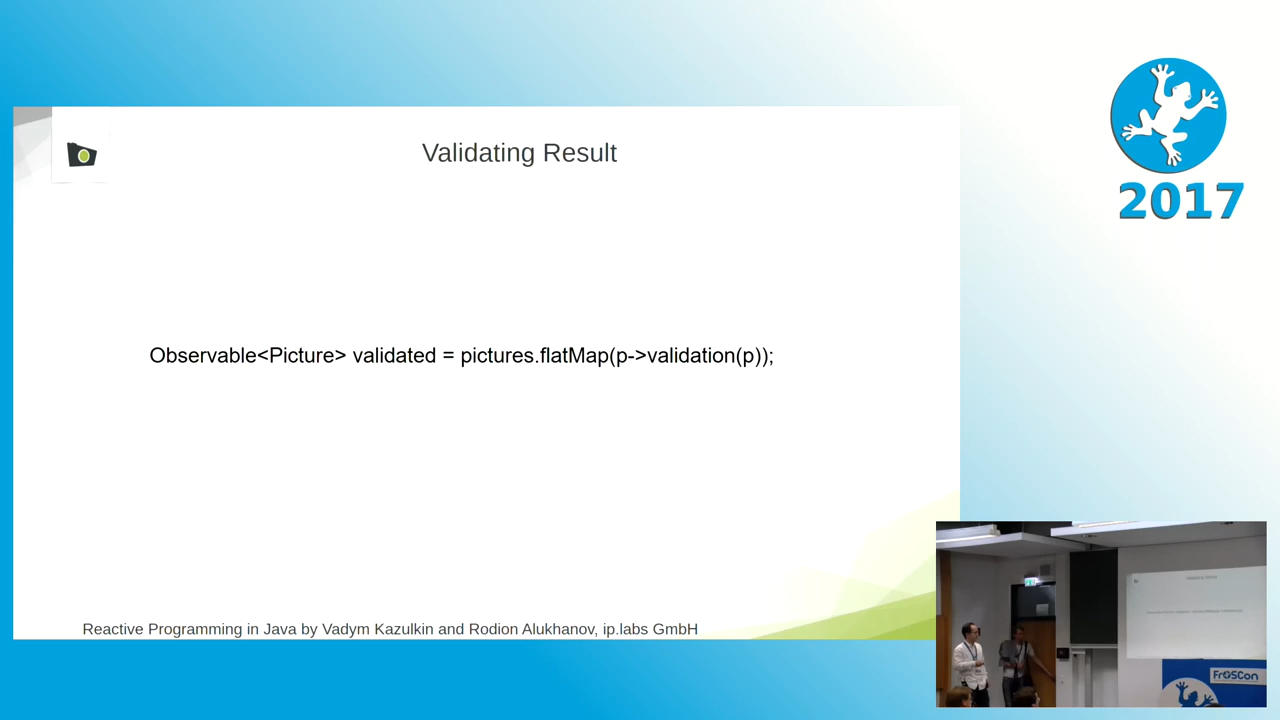 Validating Result
2017
Observable<Picture> validated = pictures.flatMap(p->validation(p));
Reactive Programming in Java by Vadym Kazulkin and Rodion Alukhanov, ip.labs GmbH
FrOSCon